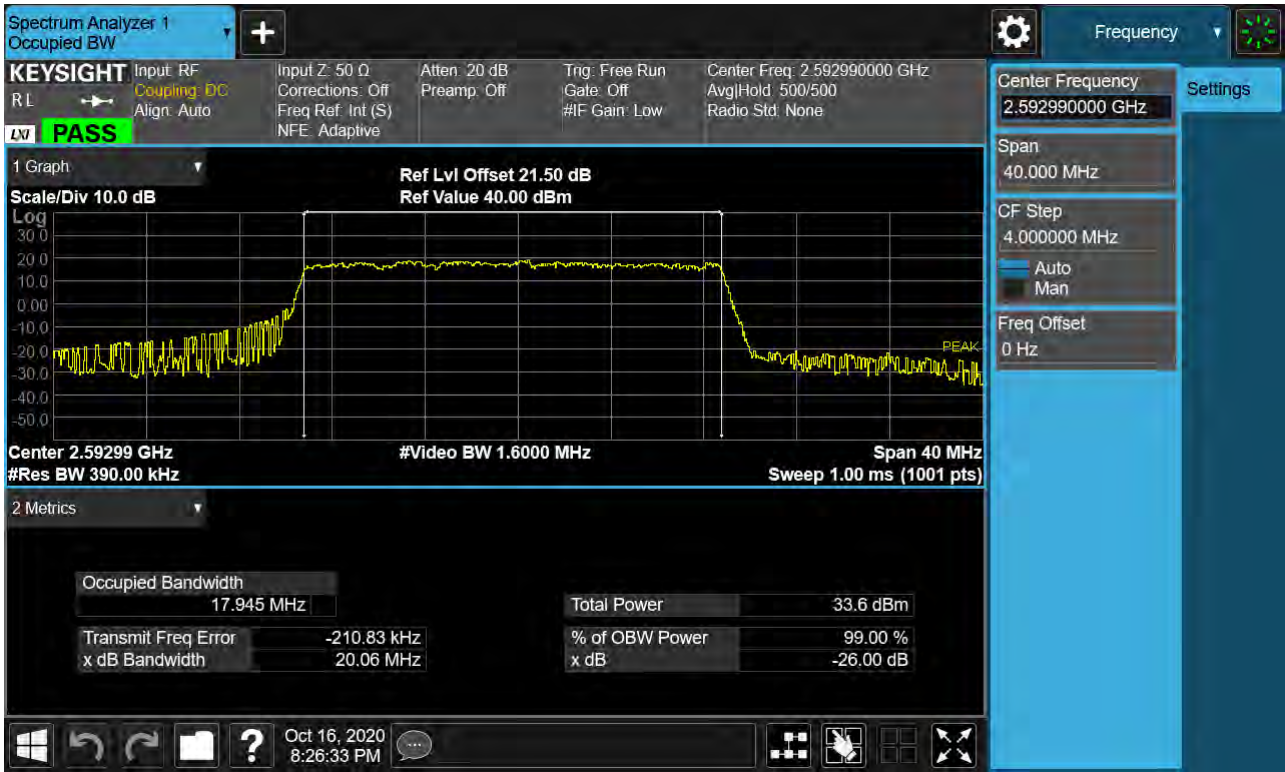 Spectrum Analyzer 1
Occupied BW
+
Frequency
KEYSIGHT
R L
LXI
PASS
Input: RF
Coupling: DC
Align: Auto
Input Z: 50 Ω
Corrections: Off
Freq Ref: Int (S)
NFE: Adaptive
Atten: 20 dB
Preamp: Off
Trig: Free Run
Gate: Off
#IF Gain: Low
Center Freq: 2.592990000 GHz
Avg|Hold: 500/500
Radio Std: None
Center Frequency
2.592990000 GHz
Settings
Span
40.000 MHz
CF Step
4.000000 MHz
Auto
Man
Freq Offset
0 Hz
1 Graph
Scale/Div 10.0 dB
Ref Lvl Offset 21.50 dB
Ref Value 40.00 dBm
Log
30.0
20.0
10.0
0.00
-10.0
-20.0
-30.0
-40.0
-50.0
PEAK
Center 2.59299 GHz
#Video BW 1.6000 MHz
Span 40 MHz
#Res BW 390.00 kHz
Sweep 1.00 ms (1001 pts)
2 Metrics
Occupied Bandwidth
17.945 MHz
Total Power 33.6 dBm
Transmit Freq Error -210.83 kHz
% of OBW Power 99.00 %
x dB Bandwidth 20.06 MHz
x dB -26.00 dB
?
Oct 16, 2020
8:26:33 PM